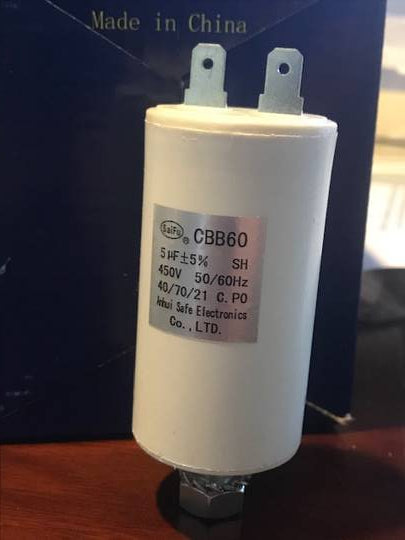 Made in China
SaiFu® CBB60
5µF±5% SH
450V 50/60Hz
40/70/21 C.PO
Anhui Safe Electronics
Co.,LTD.